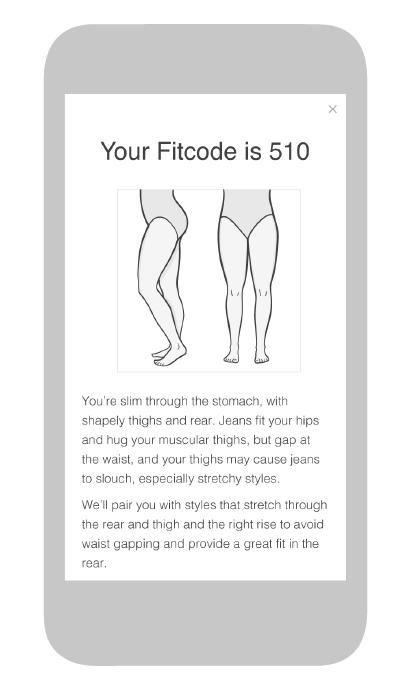 ×
Your Fitcode is 510
You're slim through the stomach, with
shapely thighs and rear. Jeans fit your hips
and hug your muscular thighs, but gap at
the waist, and your thighs may cause jeans
to slouch, especially stretchy styles.
We'll pair you with styles that stretch through
the rear and thigh and the right rise to avoid
waist gapping and provide a great fit in the
rear.